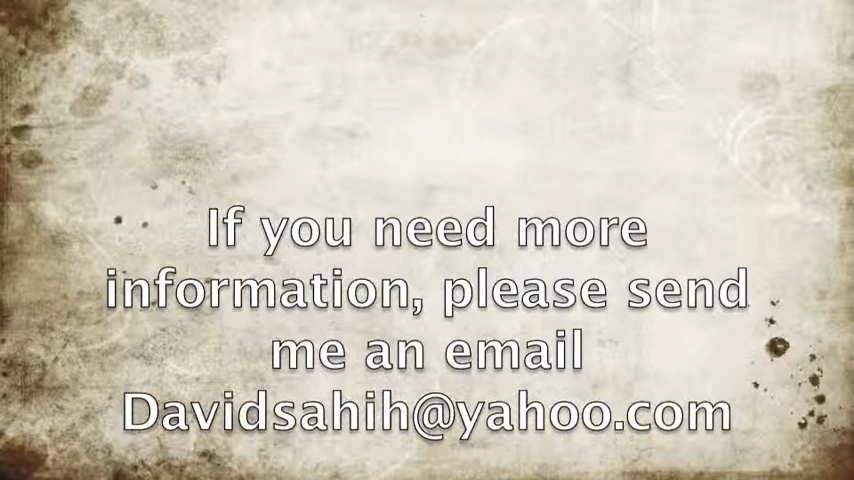 If you need more
information, please send
me an email
Davidsahih@yahoo.com